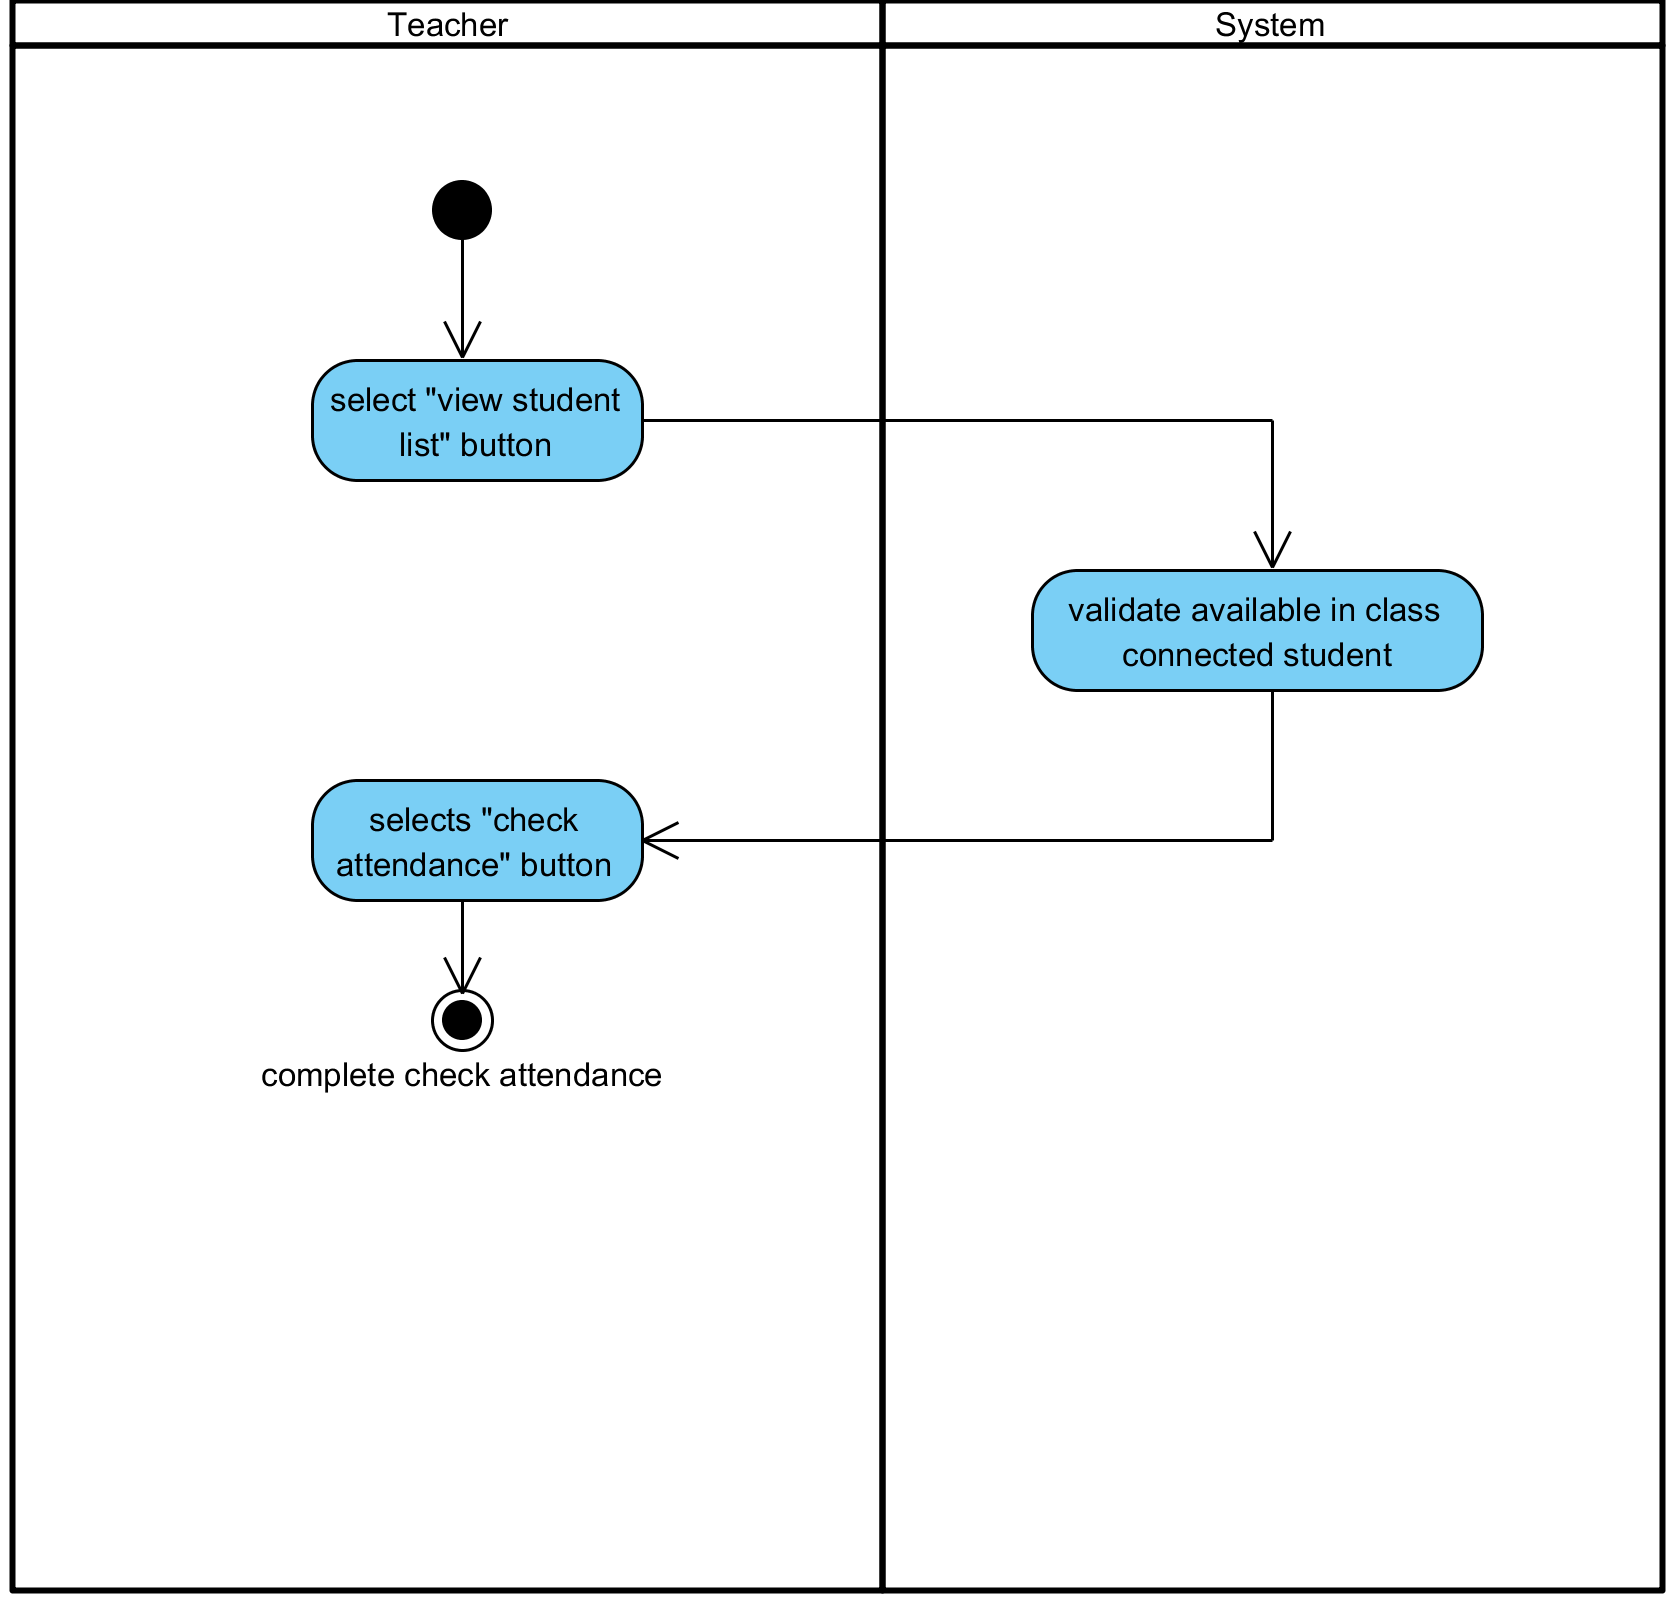 Teacher
System
select "view student
list" button
validate available in class
connected student
selects "check
attendance" button
complete check attendance